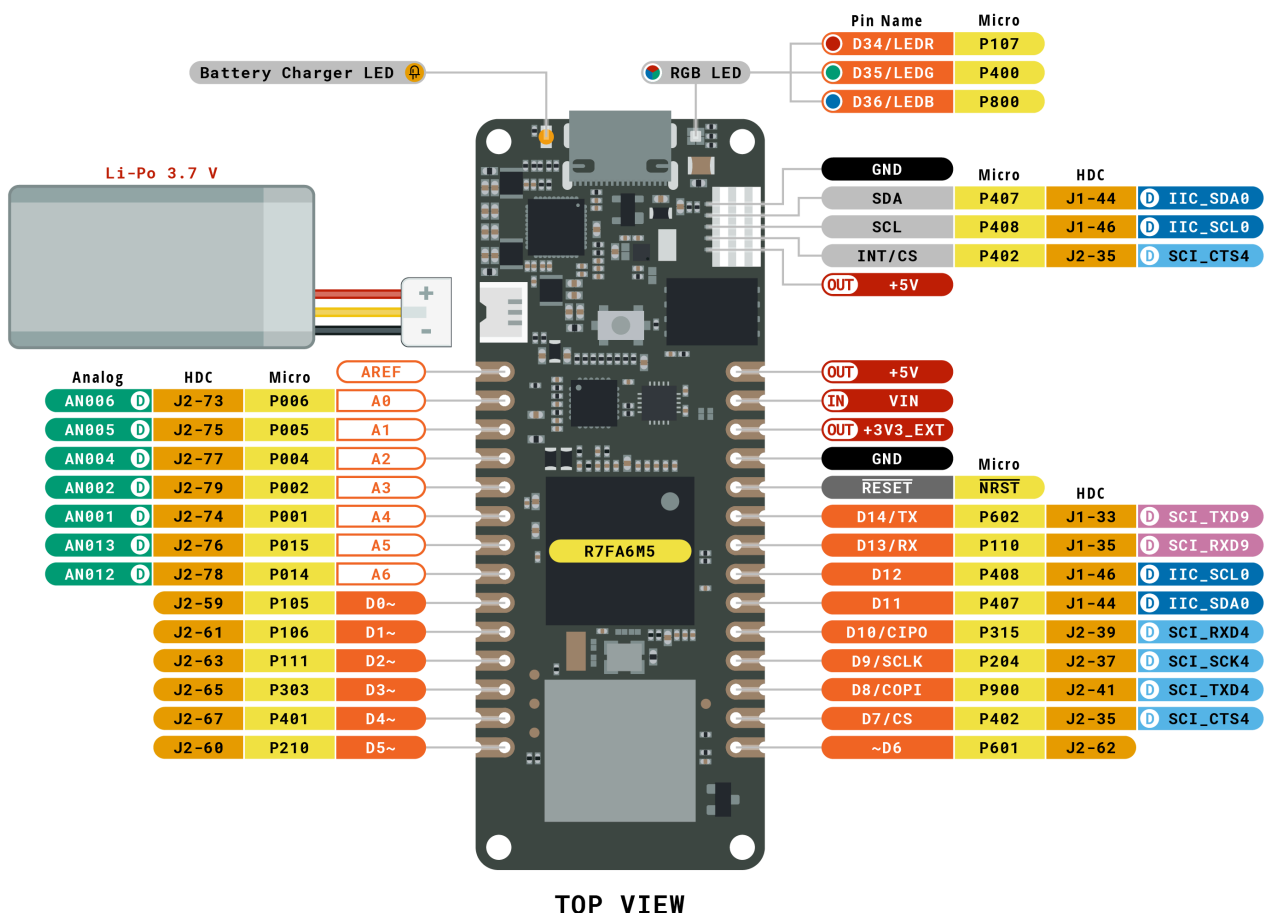 Pin Name Micro
D34/LEDR P107
Battery Charger LED RGB LED D35/LEDG P400
D36/LEDB P800
Li-Po 3.7 V
+
-
GND Micro HDC
SDA P407 J1-44 D IIC_SDA0
SCL P408 J1-46 D IIC_SCL0
INT/CS P402 J2-35 D SCI_CTS4
OUT +5V
Analog HDC Micro AREF
AN006 D J2-73 P006 A0
AN005 D J2-75 P005 A1
AN004 D J2-77 P004 A2
AN002 D J2-79 P002 A3
AN001 D J2-74 P001 A4
AN013 D J2-76 P015 A5
AN012 D J2-78 P014 A6
J2-59 P105 D0~
J2-61 P106 D1~
J2-63 P111 D2~
J2-65 P303 D3~
J2-67 P401 D4~
J2-60 P210 D5~
R7FA6M5
OUT +5V
IN VIN
OUT +3V3_EXT
GND Micro
RESET NRST HDC
D14/TX P602 J1-33 D SCI_TXD9
D13/RX P110 J1-35 D SCI_RXD9
D12 P408 J1-46 D IIC_SCL0
D11 P407 J1-44 D IIC_SDA0
D10/CIPO P315 J2-39 D SCI_RXD4
D9/SCLK P204 J2-37 D SCI_SCK4
D8/COPI P900 J2-41 D SCI_TXD4
D7/CS P402 J2-35 D SCI_CTS4
~D6 P601 J2-62
TOP VIEW